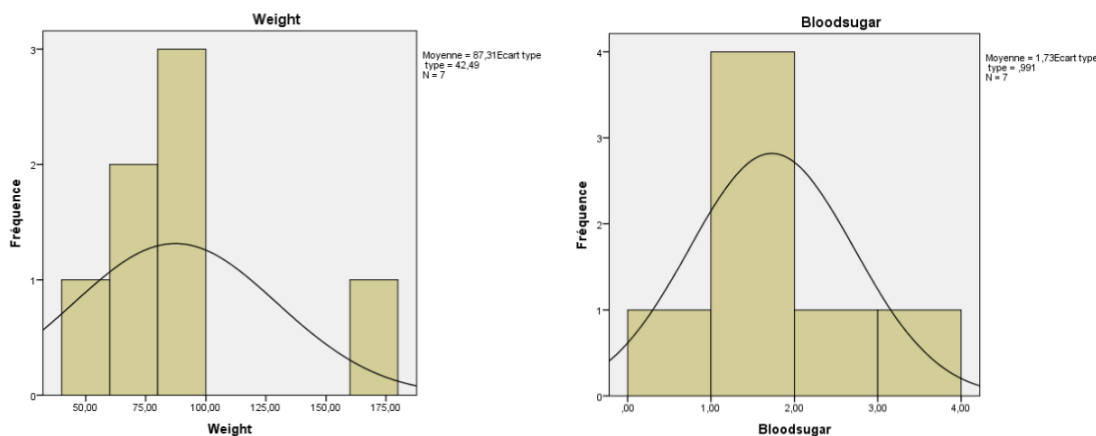 Weight
Moyenne = 87,31Ecart type
type = 42,49
N = 7
Fréquence
3
2
1
0
50,00 75,00 100,00 125,00 150,00 175,00
Weight
Bloodsugar
Moyenne = 1,73Ecart type
type = ,991
N = 7
Fréquence
4
3
2
1
0
,00 1,00 2,00 3,00 4,00
Bloodsugar